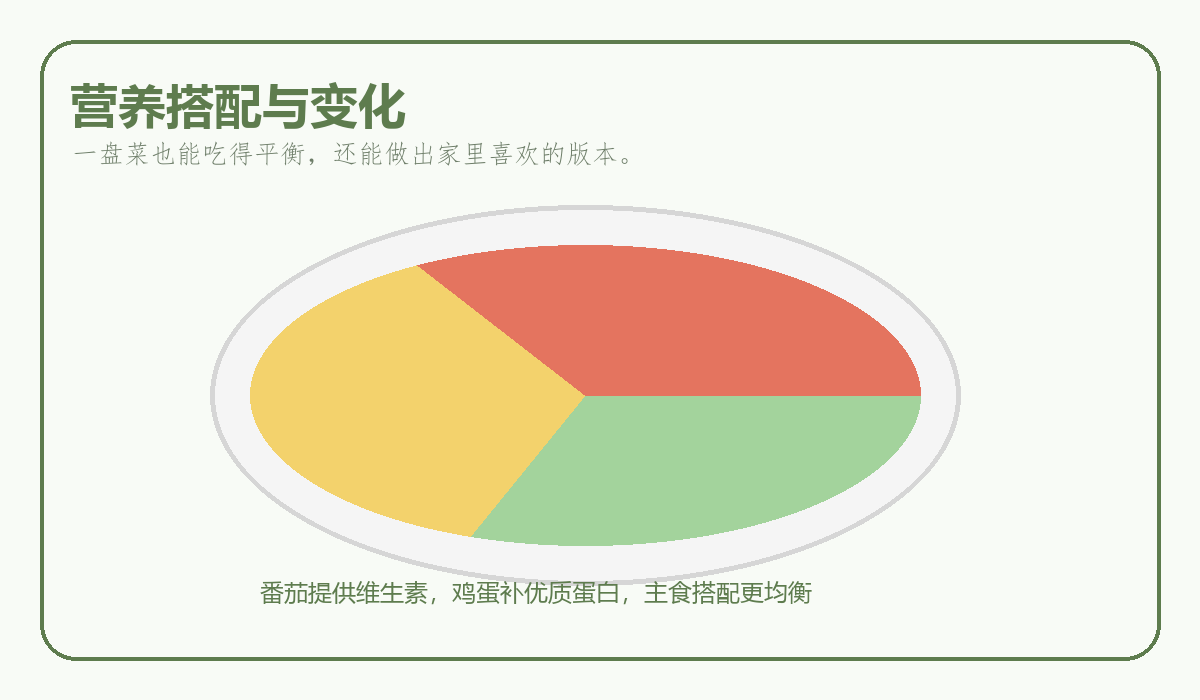 营养搭配与变化
一盘菜也能吃得平衡，还能做出家里喜欢的版本。
番茄提供维生素，鸡蛋补优质蛋白，主食搭配更均衡